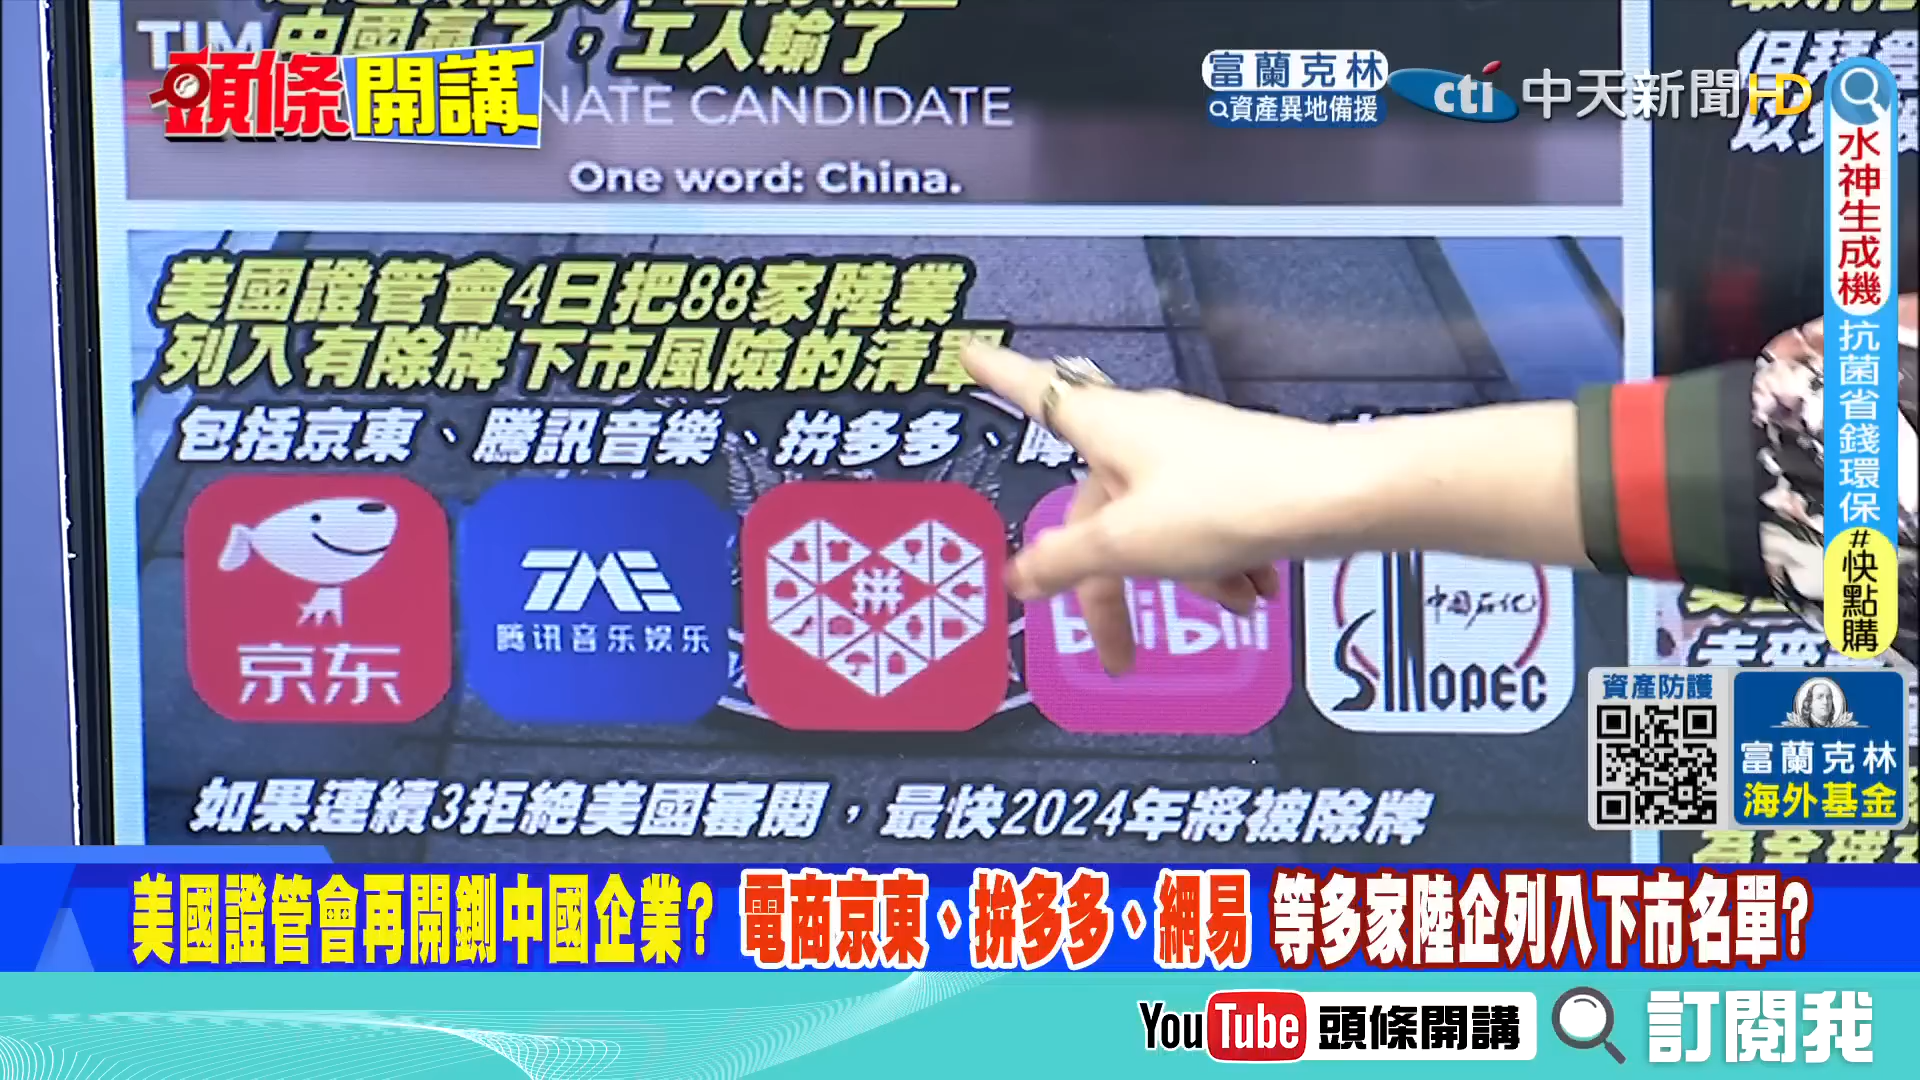 TIM
中國贏了，工人輸了
頭條開講
NATE CANDIDATE
One word: China.
富蘭克林
資產異地備援
cti 中天新聞HD
水神生成機
抗菌省錢環保
#快點購
美國證管會4日把88家陸業
列入有除牌下市風險的清單
包括京東、騰訊音樂、拚多多、嗶
京东
TME
腾讯音乐娱乐
拼
bilibili
中国石化
SINOPEC
如果連續3拒絕美國審閱，最快2024年將被除牌
資產防護
富蘭克林
海外基金
美國證管會再開鍘中國企業? 電商京東、拚多多、網易 等多家陸企列入下市名單?
YouTube 頭條開講
訂閱我